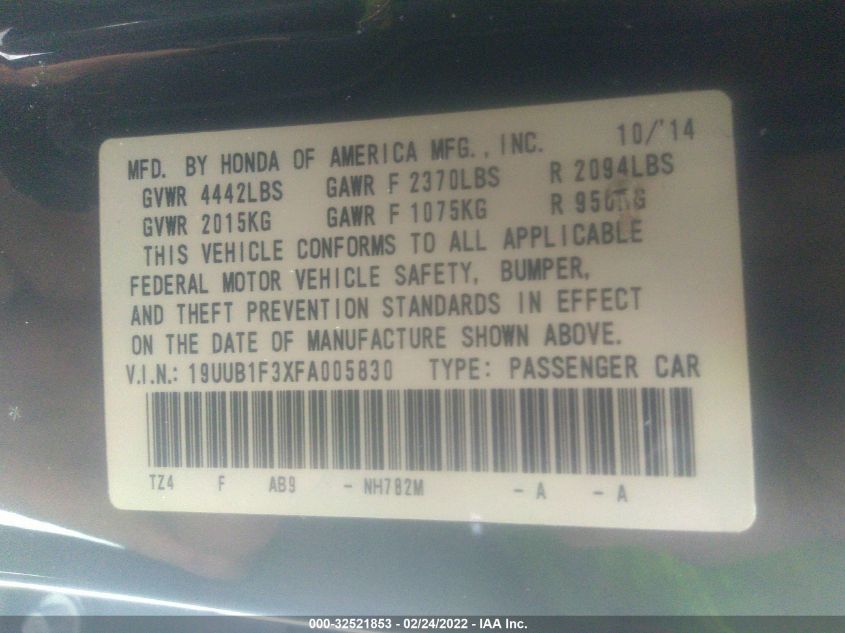 MFD. BY HONDA OF AMERICA MFG., INC. 10/'14
GVWR 4442LBS GAWR F 2370LBS R 2094LBS
GVWR 2015KG GAWR F 1075KG R 950KG
THIS VEHICLE CONFORMS TO ALL APPLICABLE
FEDERAL MOTOR VEHICLE SAFETY, BUMPER,
AND THEFT PREVENTION STANDARDS IN EFFECT
ON THE DATE OF MANUFACTURE SHOWN ABOVE.
V.I.N.: 19UUB1F3XFA005830 TYPE: PASSENGER CAR
TZ4 F AB9 - NH782M - A - A
000-32521853 - 02/24/2022 - IAA Inc.